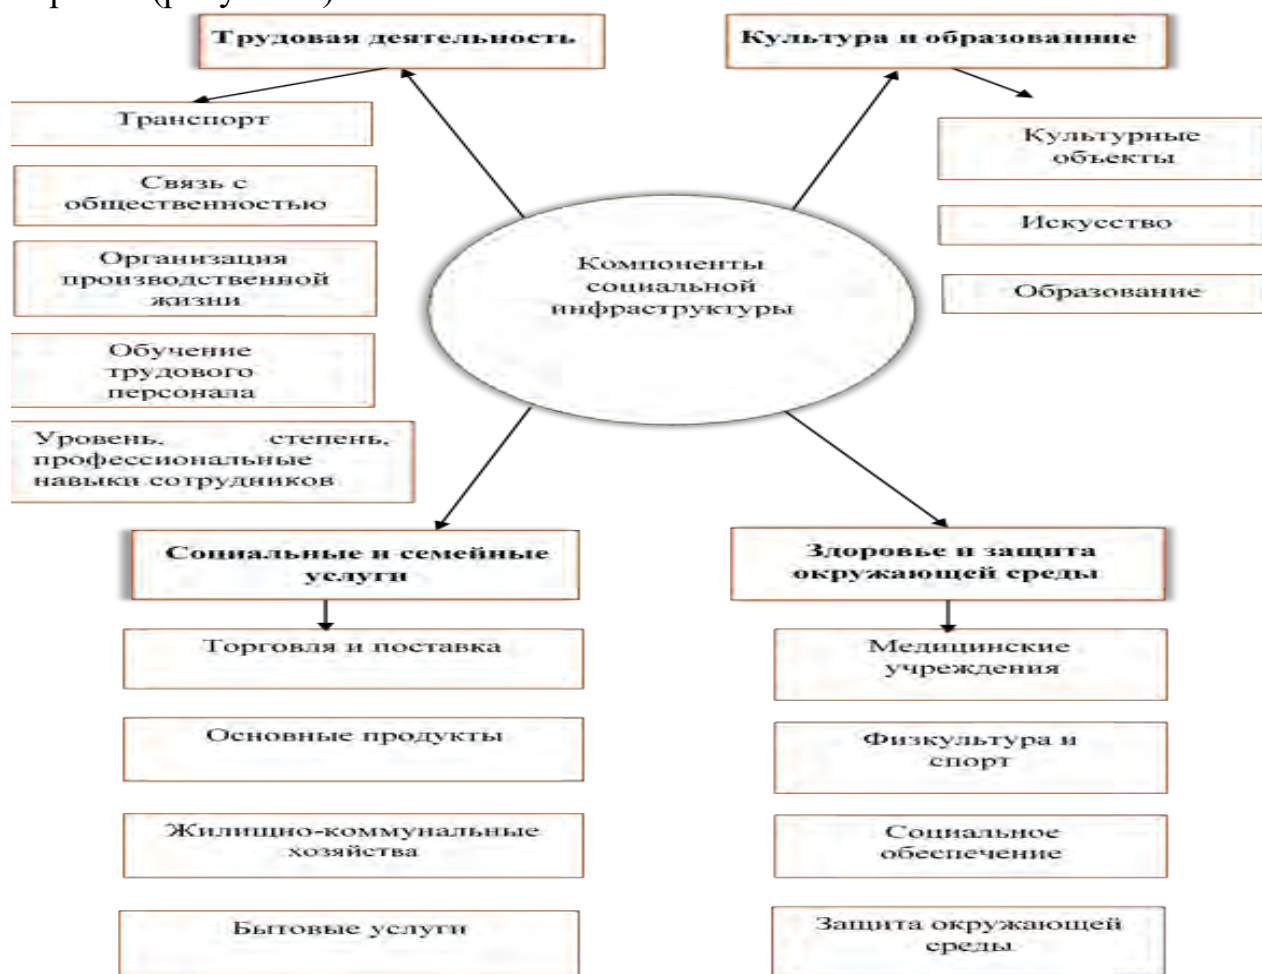 Трудовая деятельность
Культура и образованние
Транспорт
Связь с
общественностью
Организация
производственной
жизни
Обучение
трудового
персонала
Уровень, степень,
профессиональные
навыки сотрудников
Культурные
объекты
Искусство
Образование
Компоненты
социальной
инфраструктуры
Социальные и семейные
услуги
Торговля и поставка
Основные продукты
Жилищно-коммунальные
хозяйства
Бытовые услуги
Здоровье и защита
окружающей среды
Медицинские
учреждения
Физкультура и
спорт
Социальное
обеспечение
Защита окружающей
среды